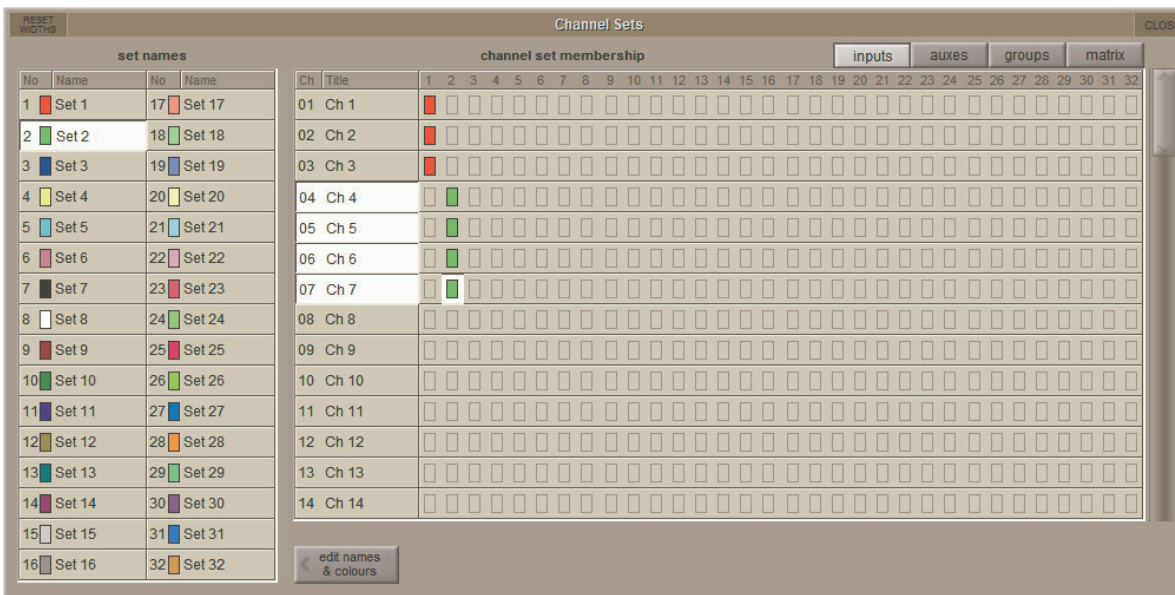 RESET
WIDTHS
Channel Sets
CLOS
set names
channel set membership
inputs
auxes
groups
matrix
No Name No Name
Ch Title 1 2 3 4 5 6 7 8 9 10 11 12 13 14 15 16 17 18 19 20 21 22 23 24 25 26 27 28 29 30 31 32
1 Set 1 17 Set 17
01 Ch 1
2 Set 2 18 Set 18
02 Ch 2
3 Set 3 19 Set 19
03 Ch 3
4 Set 4 20 Set 20
04 Ch 4
5 Set 5 21 Set 21
05 Ch 5
6 Set 6 22 Set 22
06 Ch 6
7 Set 7 23 Set 23
07 Ch 7
8 Set 8 24 Set 24
08 Ch 8
9 Set 9 25 Set 25
09 Ch 9
10 Set 10 26 Set 26
10 Ch 10
11 Set 11 27 Set 27
11 Ch 11
12 Set 12 28 Set 28
12 Ch 12
13 Set 13 29 Set 29
13 Ch 13
14 Set 14 30 Set 30
14 Ch 14
15 Set 15 31 Set 31
16 Set 16 32 Set 32
edit names
& colours